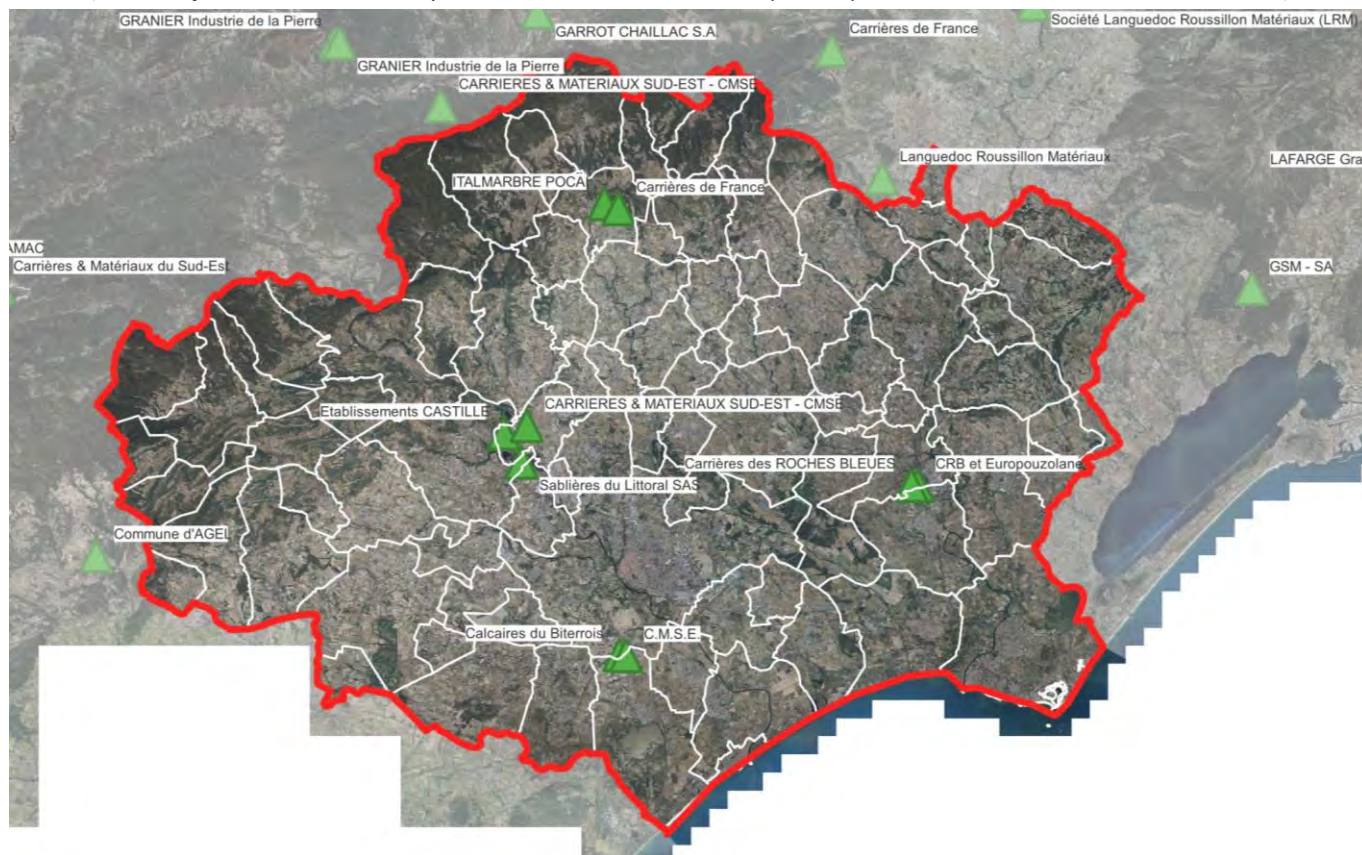 GRANIER Industrie de la Pierre
Société Languedoc Roussillon Matériaux (LRM)
GARROT CHAILLAC S.A.
Carrières de France
GRANIER Industrie de la Pierre
CARRIERES & MATERIAUX SUD-EST - CMSE
Languedoc Roussillon Matériaux
LAFARGE Gra
ITALMARBRE POCA
Carrières de France
AMAC
Carrières & Matériaux du Sud-Est
GSM - SA
Etablissements CASTILLE
CARRIERES & MATERIAUX SUD-EST - CMSE
Carrières des ROCHES BLEUES
CRB et Europouzolane
Sablières du Littoral SAS
Commune d'AGEL
Calcaires du Biterrois
C.M.S.E.